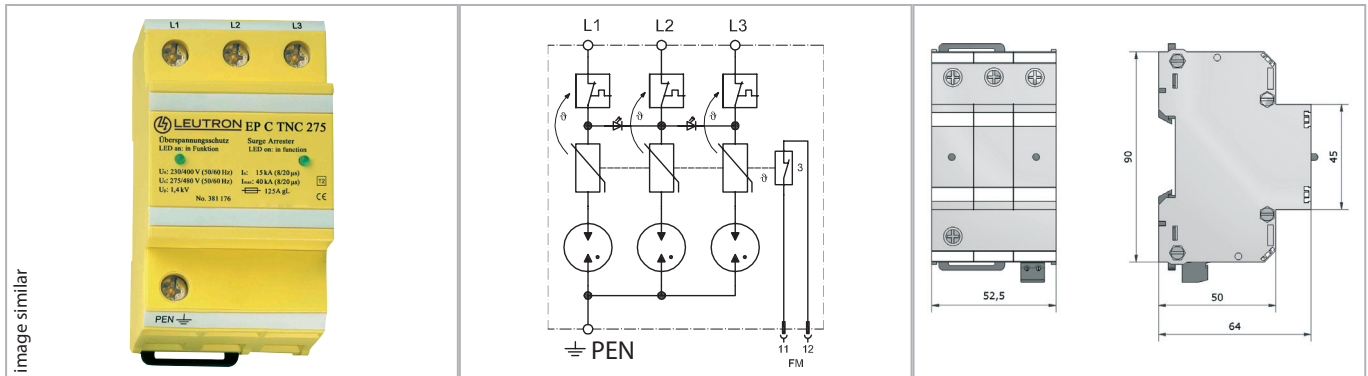 L1 L2 L3
LEUTRON EP C TNC 275
Überspannungsschutz Surge Arrester
LED an: in Funktion LED on: in function
Uₙ: 230/400 V (50/60 Hz) Iₙ: 15 kA (8/20 µs)
U꜀: 275/480 V (50/60 Hz) Iₘₐₓ: 40 kA (8/20 µs)
Uₚ: 1,4 kV 125A gL
No. 381 176
CE
PEN
image similar
L1 L2 L3
ϑ ϑ ϑ
ϑ 3
PEN
11 12
FM
90
52,5
45
50
64